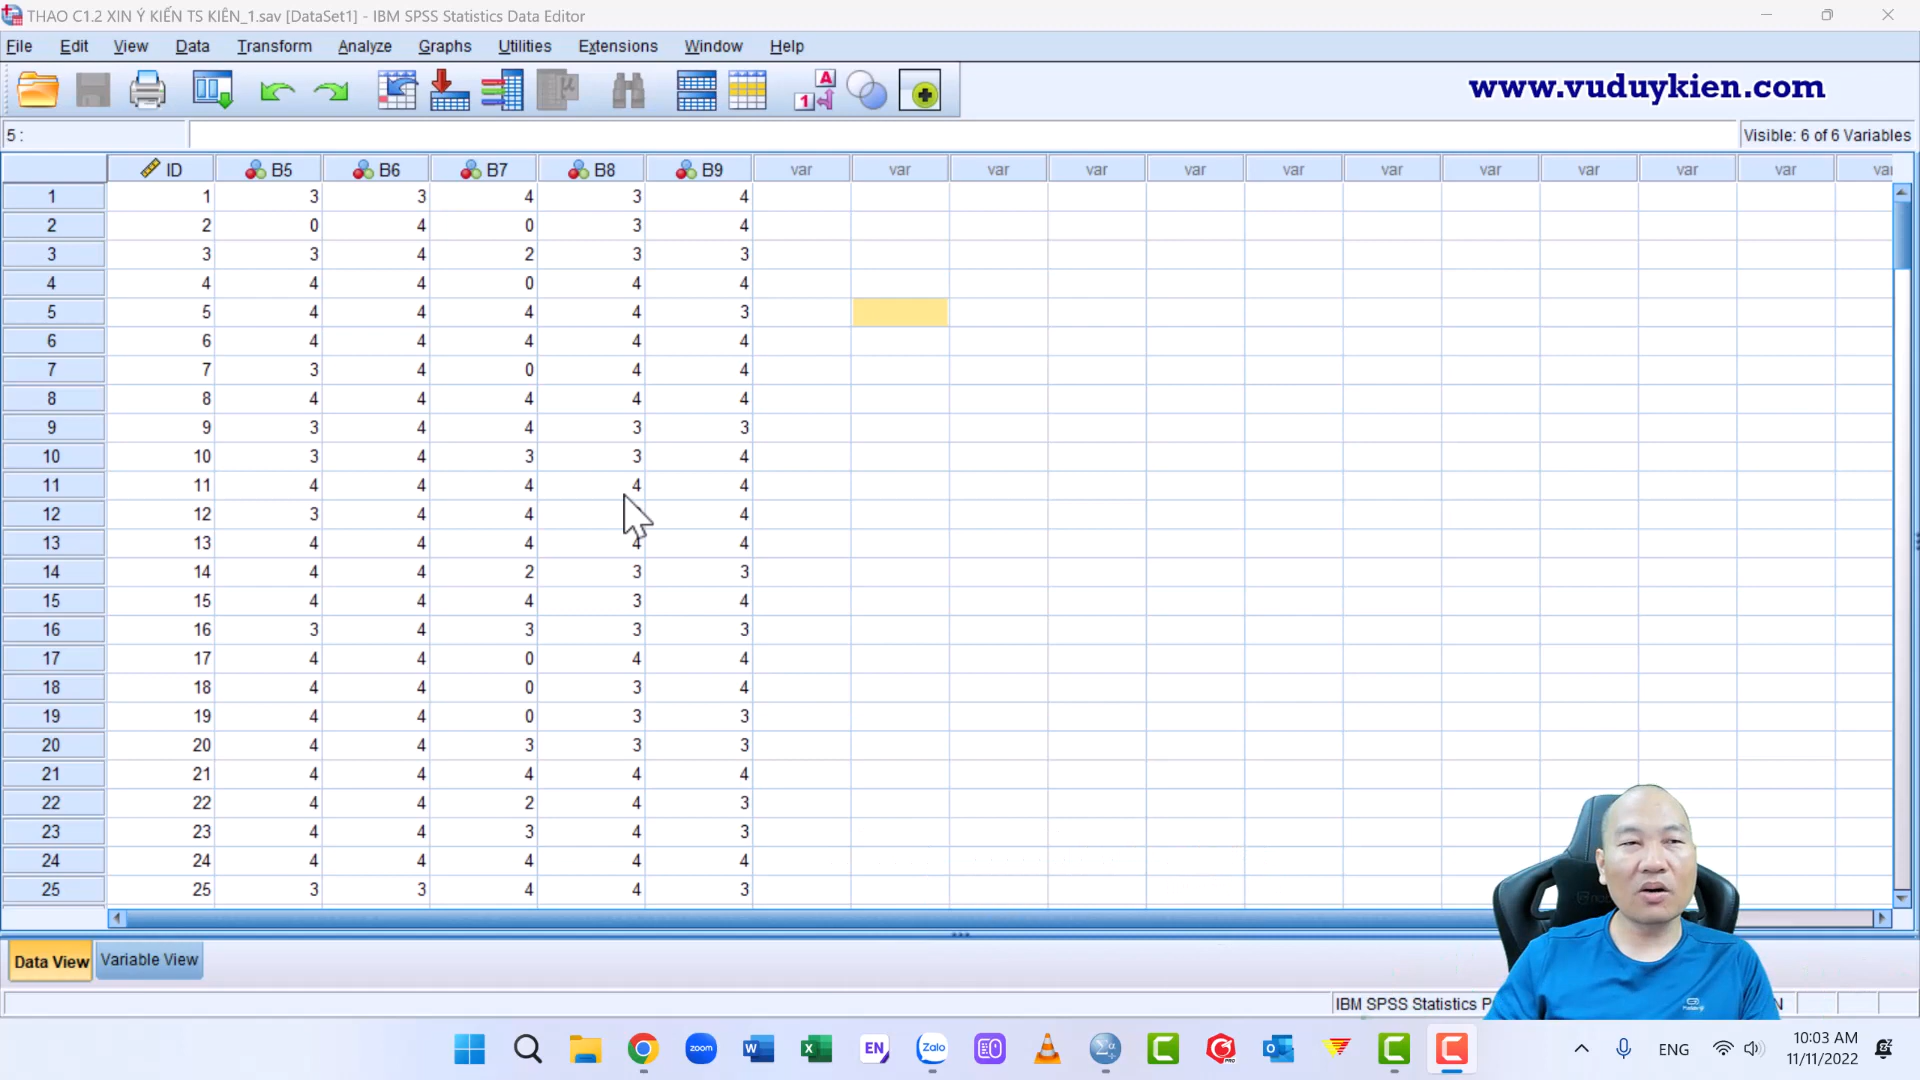 THAO C1.2 XIN Ý KIẾN TS KIÊN_1.sav [DataSet1] - IBM SPSS Statistics Data Editor
File Edit View Data Transform Analyze Graphs Utilities Extensions Window Help
www.vuduykien.com
5 : Visible: 6 of 6 Variables
ID B5 B6 B7 B8 B9 var var var var var var var var var var var var
1 1 3 3 4 3 4
2 2 0 4 0 3 4
3 3 3 4 2 3 3
4 4 4 4 0 4 4
5 5 4 4 4 4 3
6 6 4 4 4 4 4
7 7 3 4 0 4 4
8 8 4 4 4 4 4
9 9 3 4 4 3 3
10 10 3 4 3 3 4
11 11 4 4 4 4 4
12 12 3 4 4 4
13 13 4 4 4 4 4
14 14 4 4 2 3 3
15 15 4 4 4 3 4
16 16 3 4 3 3 3
17 17 4 4 0 4 4
18 18 4 4 0 3 4
19 19 4 4 0 3 3
20 20 4 4 3 3 3
21 21 4 4 4 4 4
22 22 4 4 2 4 3
23 23 4 4 3 4 3
24 24 4 4 4 4 4
25 25 3 3 4 4 3
Data View Variable View
IBM SPSS Statistics
zoom EN Zalo
ENG 10:03 AM
11/11/2022